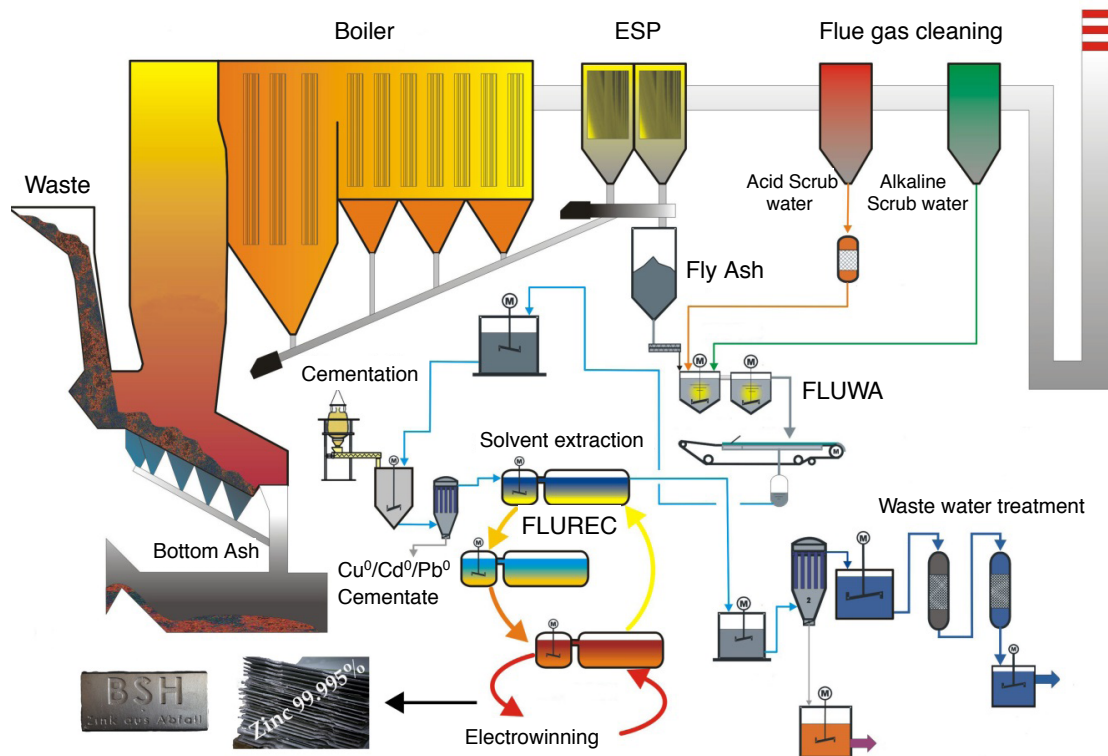 Boiler
ESP
Flue gas cleaning
Waste
Acid Scrub
water
Alkaline
Scrub water
Fly Ash
M
M
M
FLUWA
M
Cementation
M
Solvent extraction
M
FLUREC
M
M
Bottom Ash
Cu⁰/Cd⁰/Pb⁰
Cementate
Waste water treatment
M
2
M
M
M
BSH
Zink aus Abfall
Zinc 99.995%
Electrowinning